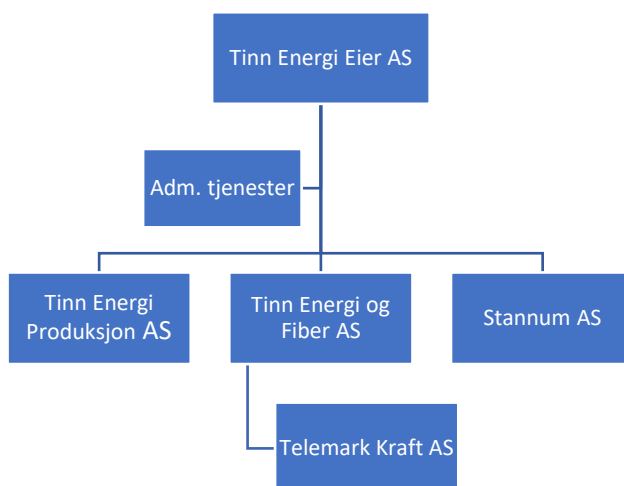 Tinn Energi Eier AS
Adm. tjenester
Tinn Energi
Produksjon AS
Tinn Energi og
Fiber AS
Stannum AS
Telemark Kraft AS